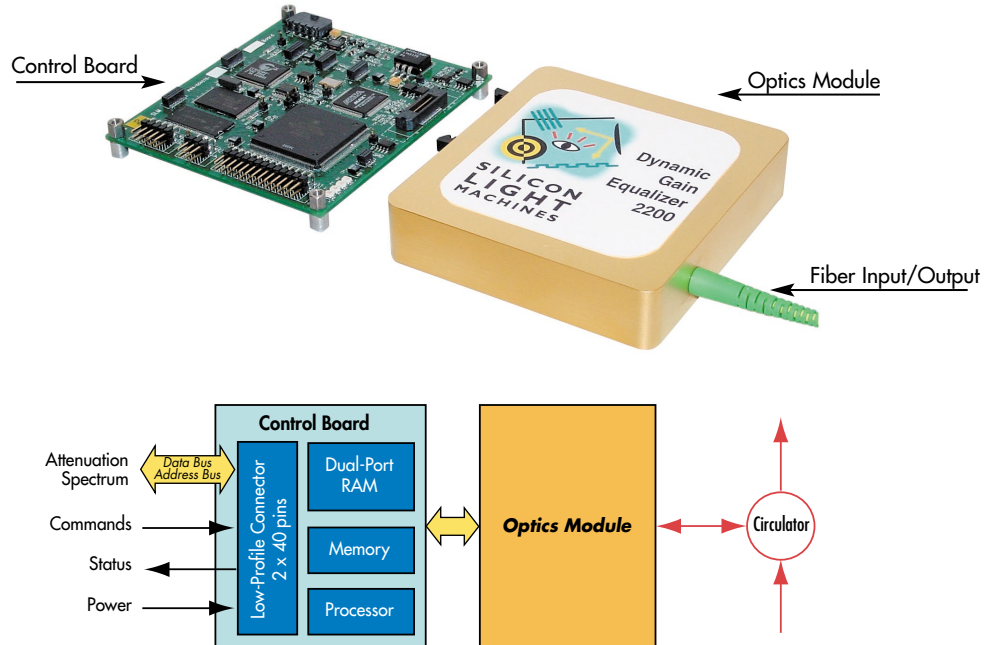 Control Board
Optics Module
Dynamic
Gain
Equalizer
2200
SILICON
LIGHT
MACHINES
Fiber Input/Output
Control Board
Attenuation
Spectrum
Data Bus
Address Bus
Commands
Status
Power
Low-Profile Connector
2 x 40 pins
Dual-Port
RAM
Memory
Processor
Optics Module
Circulator